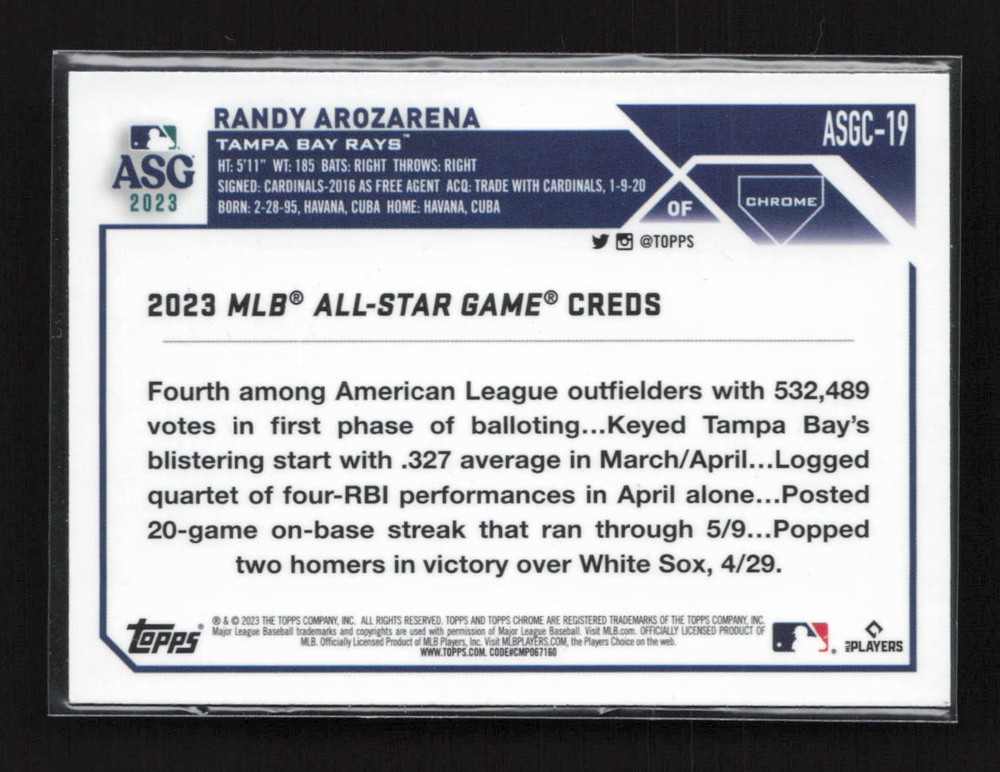 RANDY AROZARENA
ASGC-19
TAMPA BAY RAYS™
ASG
2023
HT: 5'11" WT: 185 BATS: RIGHT THROWS: RIGHT
SIGNED: CARDINALS-2016 AS FREE AGENT ACQ: TRADE WITH CARDINALS, 1-9-20
BORN: 2-28-95, HAVANA, CUBA HOME: HAVANA, CUBA
OF
CHROME
@TOPPS
2023 MLB® ALL-STAR GAME® CREDS
Fourth among American League outfielders with 532,489
votes in first phase of balloting...Keyed Tampa Bay's
blistering start with .327 average in March/April...Logged
quartet of four-RBI performances in April alone...Posted
20-game on-base streak that ran through 5/9...Popped
two homers in victory over White Sox, 4/29.
topps®
® & © 2023 THE TOPPS COMPANY, INC. ALL RIGHTS RESERVED. TOPPS AND TOPPS CHROME ARE REGISTERED TRADEMARKS OF THE TOPPS COMPANY, INC.
Major League Baseball trademarks and copyrights are used with permission of Major League Baseball. Visit MLB.com. OFFICIALLY LICENSED PRODUCT OF
MLB. Officially Licensed Product of MLB Players, Inc. Visit MLBPLAYERS.COM, the Players Choice on the web.
WWW.TOPPS.COM. CODE#CMP067160
MLB PLAYERS